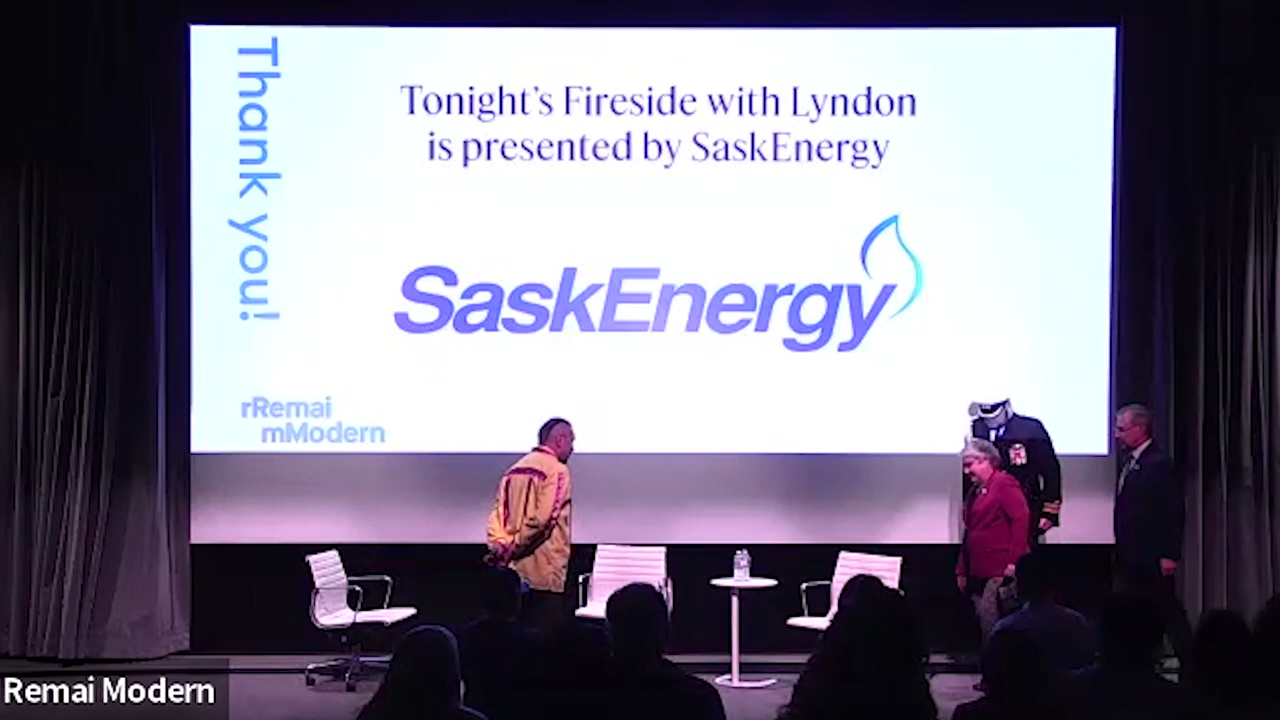 Thank you!
Tonight's Fireside with Lyndon
is presented by SaskEnergy
SaskEnergy
rRemai
mModern
Remai Modern